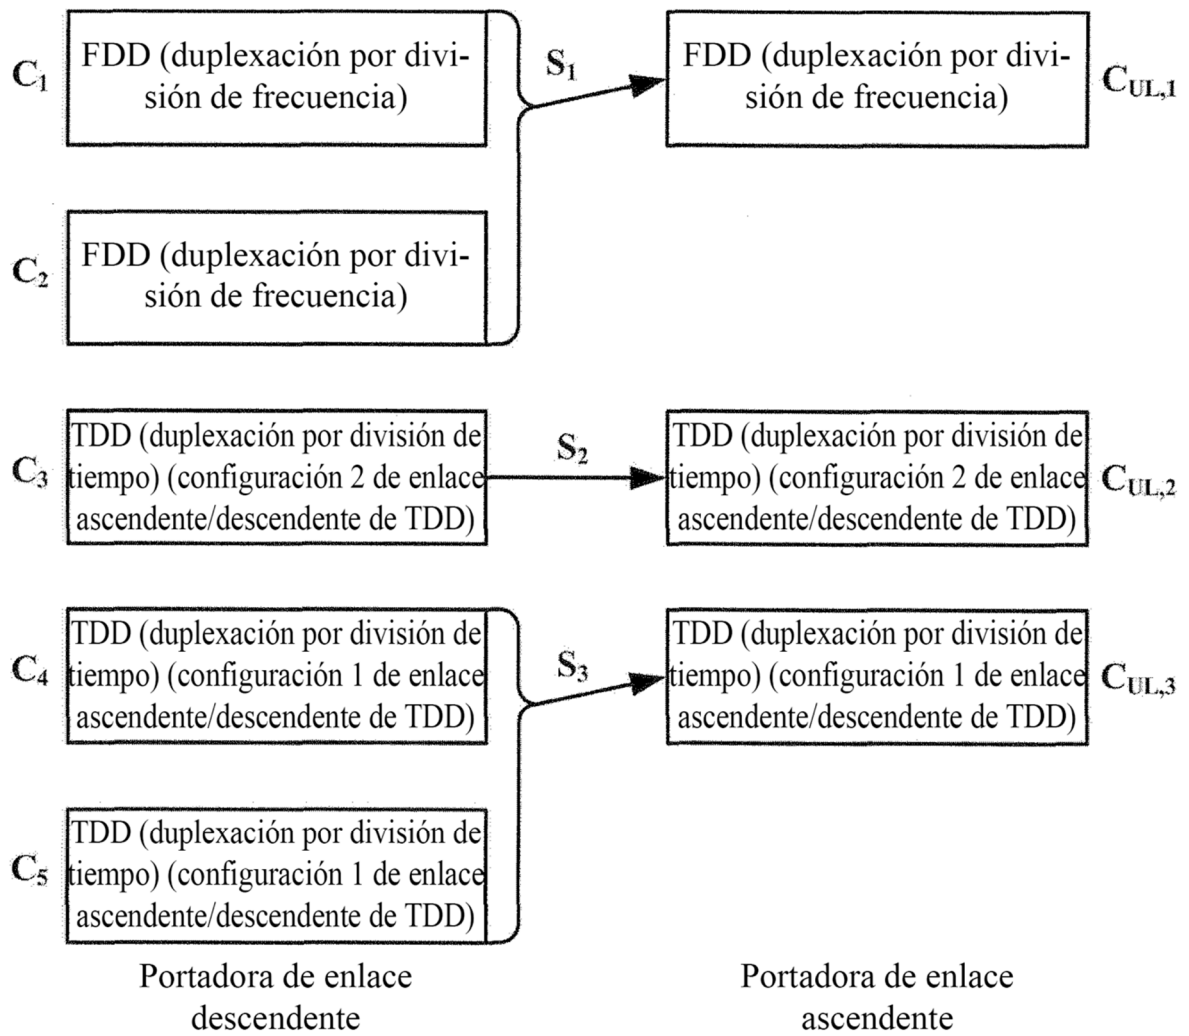 C1
FDD (duplexación por divi-
sión de frecuencia)
S1
FDD (duplexación por divi-
sión de frecuencia)
CUL,1
C2
FDD (duplexación por divi-
sión de frecuencia)
C3
TDD (duplexación por división de
tiempo) (configuración 2 de enlace
ascendente/descendente de TDD)
S2
TDD (duplexación por división de
tiempo) (configuración 2 de enlace
ascendente/descendente de TDD)
CUL,2
C4
TDD (duplexación por división de
tiempo) (configuración 1 de enlace
ascendente/descendente de TDD)
S3
TDD (duplexación por división de
tiempo) (configuración 1 de enlace
ascendente/descendente de TDD)
CUL,3
C5
TDD (duplexación por división de
tiempo) (configuración 1 de enlace
ascendente/descendente de TDD)
Portadora de enlace
descendente
Portadora de enlace
ascendente